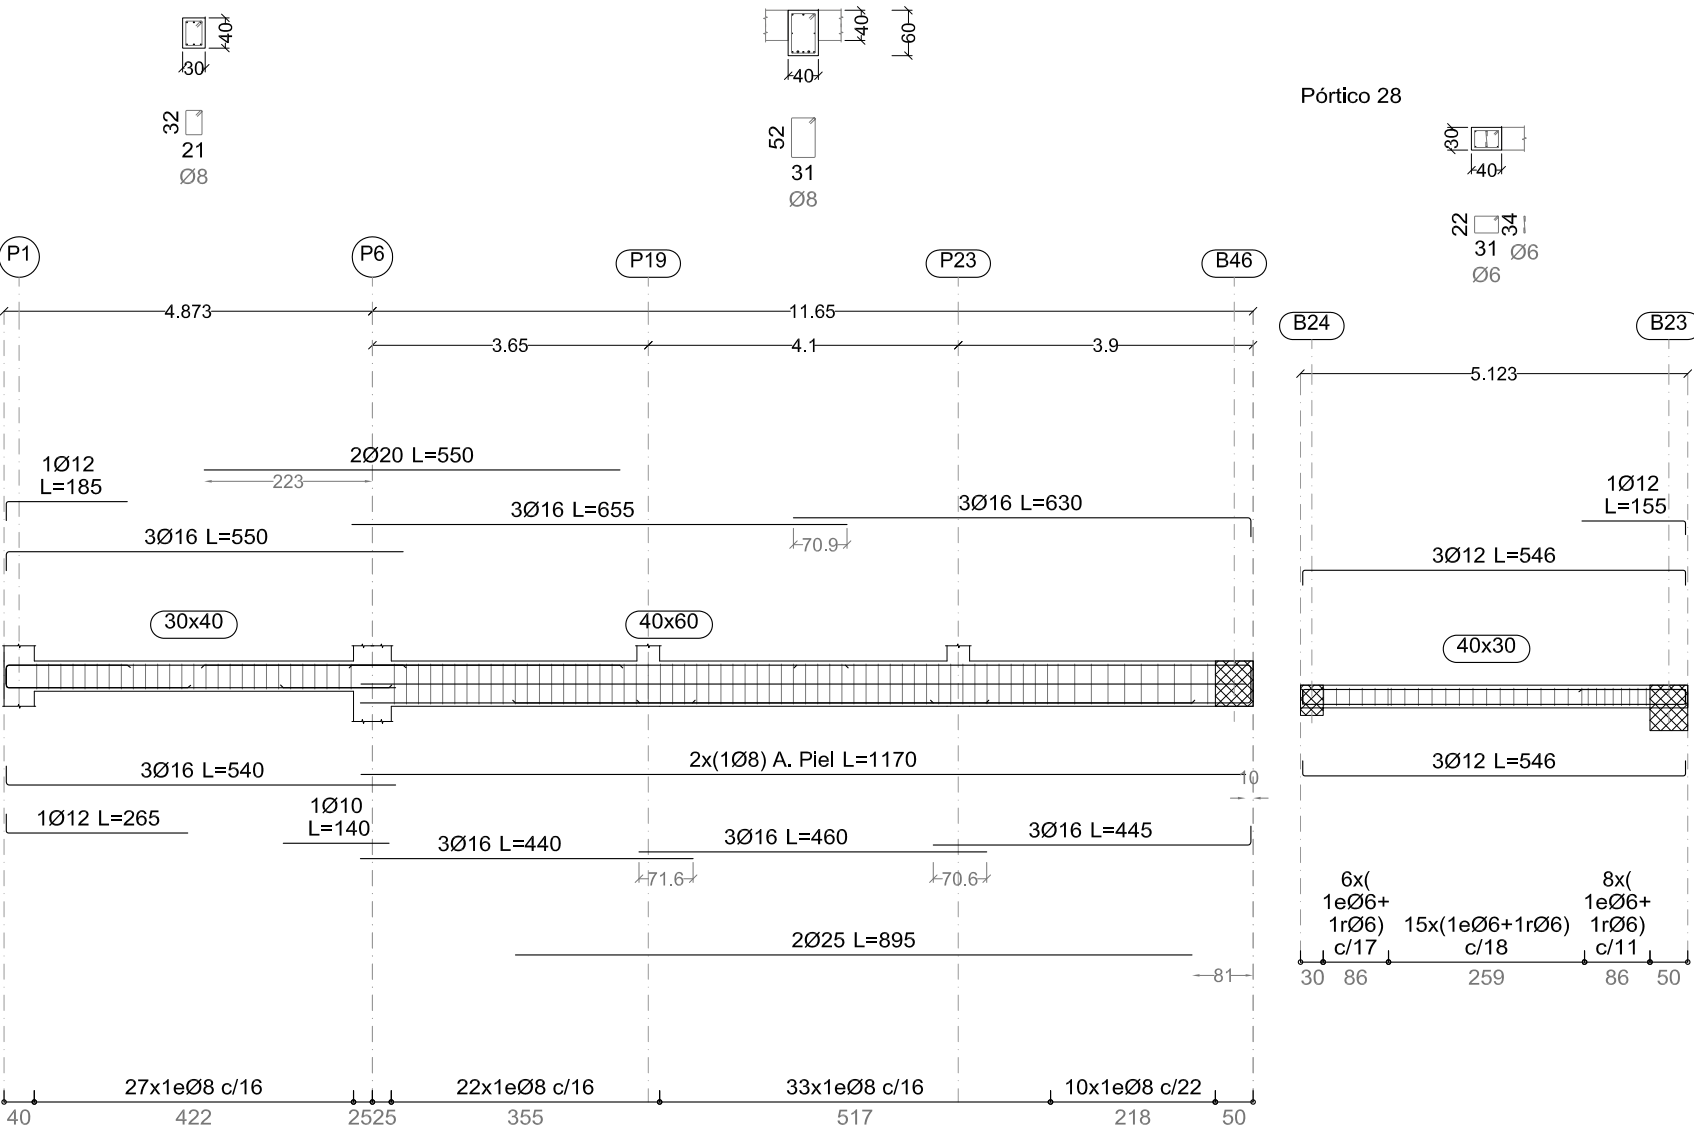 40
30
32
21
Ø8
40
60
40
52
31
Ø8
Pórtico 28
30
40
22
31
Ø6
34
Ø6
P1
P6
P19
P23
B46
B24
B23
4.873
11.65
3.65
4.1
3.9
5.123
1Ø12
L=185
2Ø20 L=550
223
3Ø16 L=655
3Ø16 L=630
70.9
3Ø16 L=550
1Ø12
L=155
3Ø12 L=546
30x40
40x60
40x30
3Ø16 L=540
2x(1Ø8) A. Piel L=1170
10
3Ø12 L=546
1Ø12 L=265
1Ø10
L=140
3Ø16 L=440
3Ø16 L=460
3Ø16 L=445
71.6
70.6
2Ø25 L=895
81
6x(
1eØ6+
1rØ6)
c/17
15x(1eØ6+1rØ6)
c/18
8x(
1eØ6+
1rØ6)
c/11
30
86
259
86
50
27x1eØ8 c/16
22x1eØ8 c/16
33x1eØ8 c/16
10x1eØ8 c/22
40
422
2525
355
517
218
50